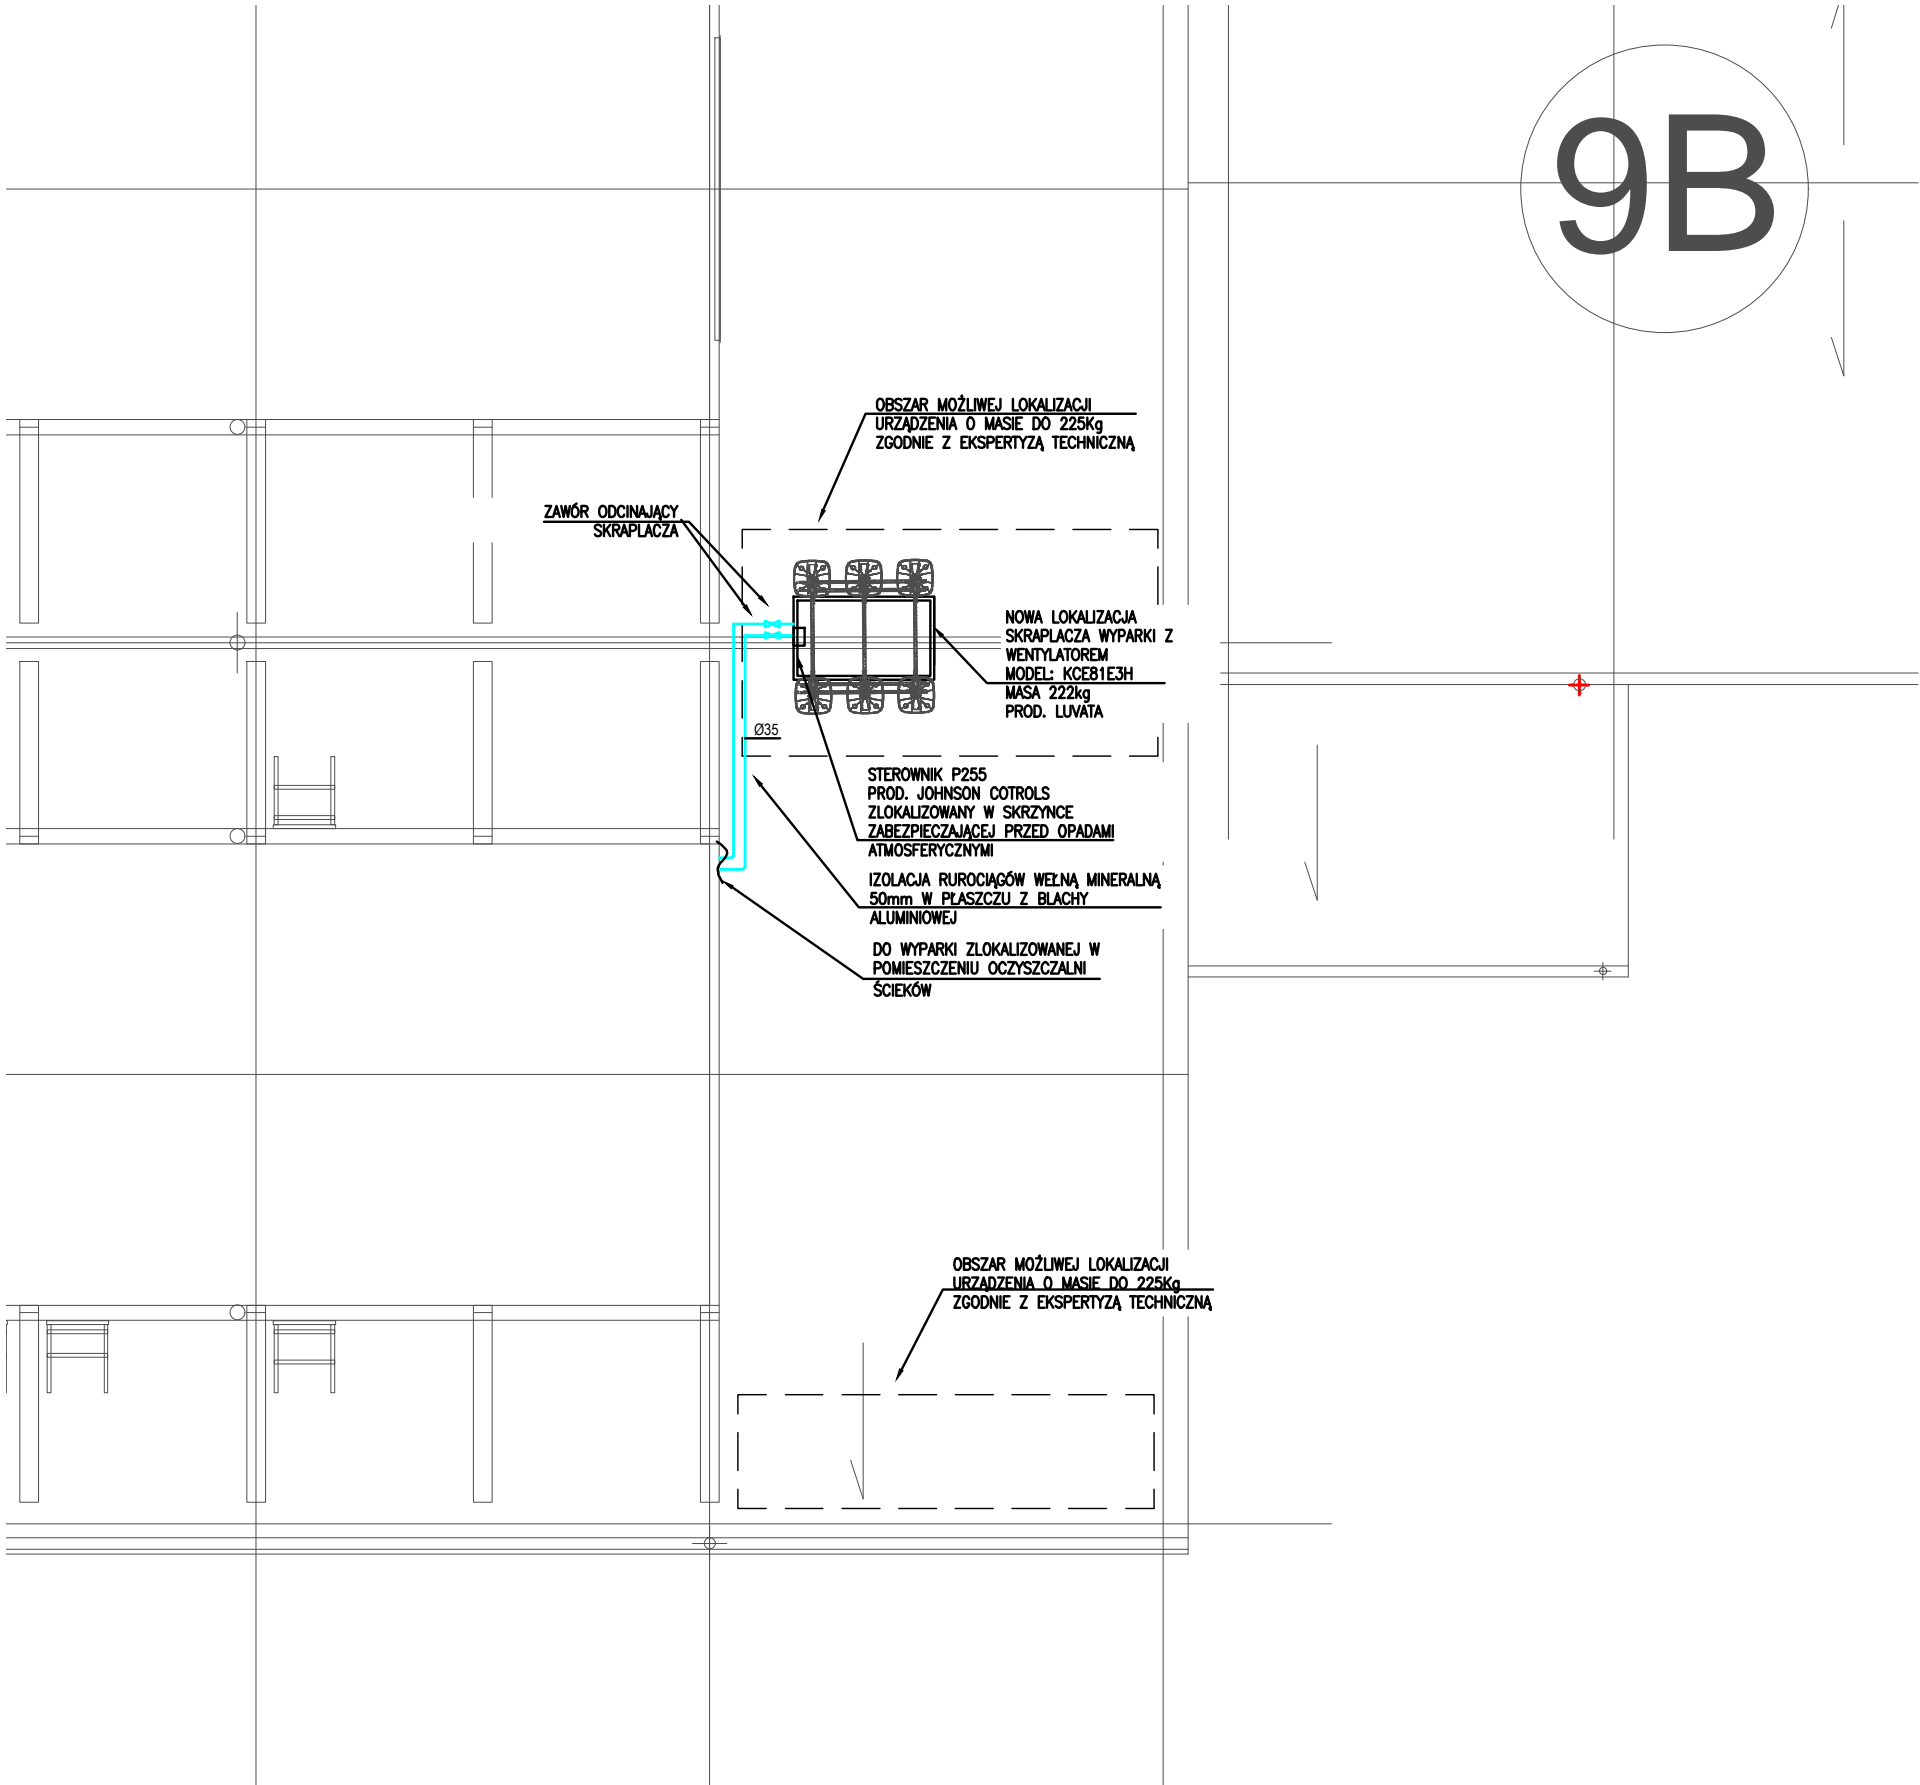 9B
OBSZAR MOŻLIWEJ LOKALIZACJI
URZĄDZENIA O MASIE DO 225Kg
ZGODNIE Z EKSPERTYZĄ TECHNICZNĄ
ZAWÓR ODCINAJĄCY
SKRAPLACZA
NOWA LOKALIZACJA
SKRAPLACZA WYPARKI Z
WENTYLATOREM
MODEL: KCE81E3H
MASA 222kg
PROD. LUVATA
Ø35
STEROWNIK P255
PROD. JOHNSON COTROLS
ZLOKALIZOWANY W SKRZYNCE
ZABEZPIECZAJĄCEJ PRZED OPADAMI
ATMOSFERYCZNYMI
IZOLACJA RUROCIĄGÓW WEŁNĄ MINERALNĄ
50mm W PŁASZCZU Z BLACHY
ALUMINIOWEJ
DO WYPARKI ZLOKALIZOWANEJ W
POMIESZCZENIU OCZYSZCZALNI
ŚCIEKÓW
OBSZAR MOŻLIWEJ LOKALIZACJI
URZĄDZENIA O MASIE DO 225Kg
ZGODNIE Z EKSPERTYZĄ TECHNICZNĄ